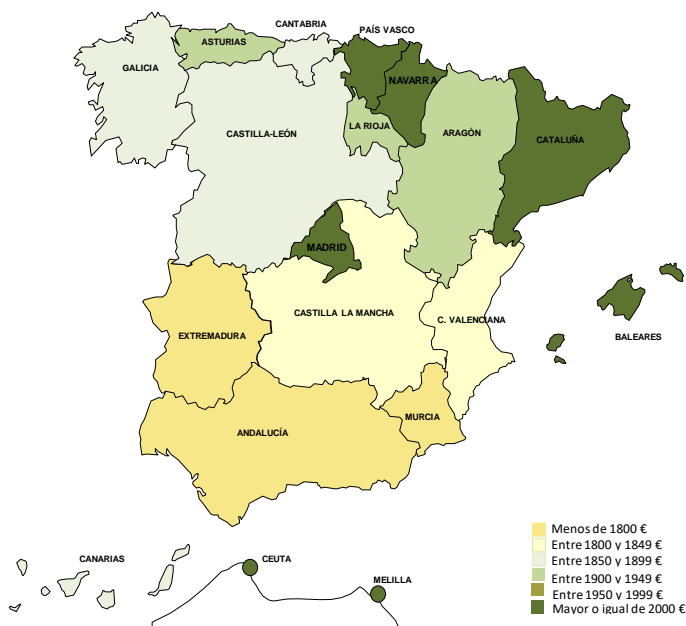 CANTABRIA
PAÍS VASCO
ASTURIAS
GALICIA
NAVARRA
LA RIOJA
CASTILLA-LEÓN
ARAGÓN
CATALUÑA
MADRID
CASTILLA LA MANCHA
C. VALENCIANA
EXTREMADURA
BALEARES
MURCIA
ANDALUCÍA
CANARIAS
CEUTA
MELILLA
Menos de 1800 €
Entre 1800 y 1849 €
Entre 1850 y 1899 €
Entre 1900 y 1949 €
Entre 1950 y 1999 €
Mayor o igual de 2000 €